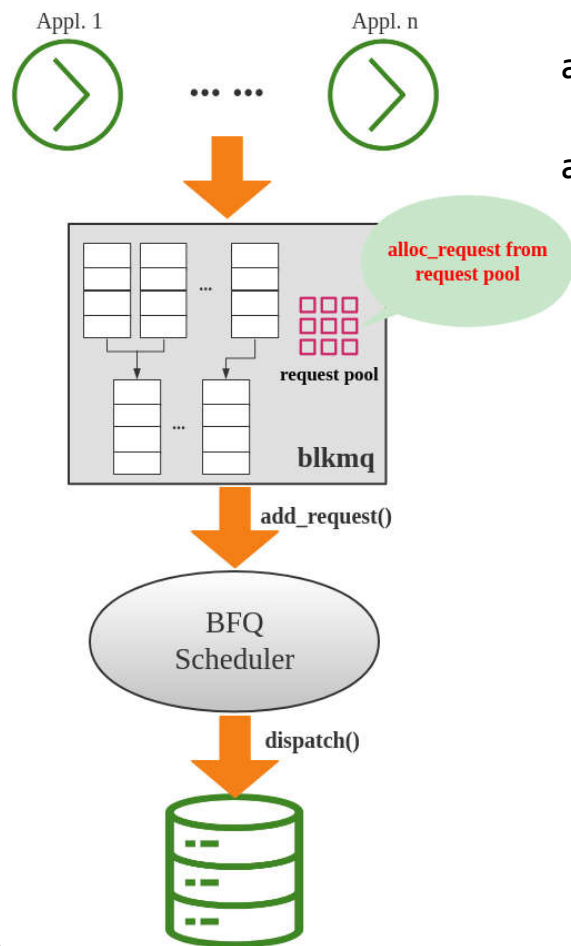 Appl. 1
Appl. n
... ...
a
a
alloc_request from
request pool
...
request pool
...
blkmq
add_request()
BFQ
Scheduler
dispatch()